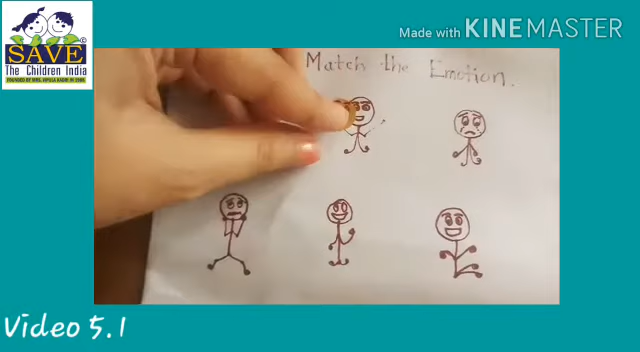 Made with KINEMASTER
SAVE
The Children India
Match the Emotion.
Video 5.1